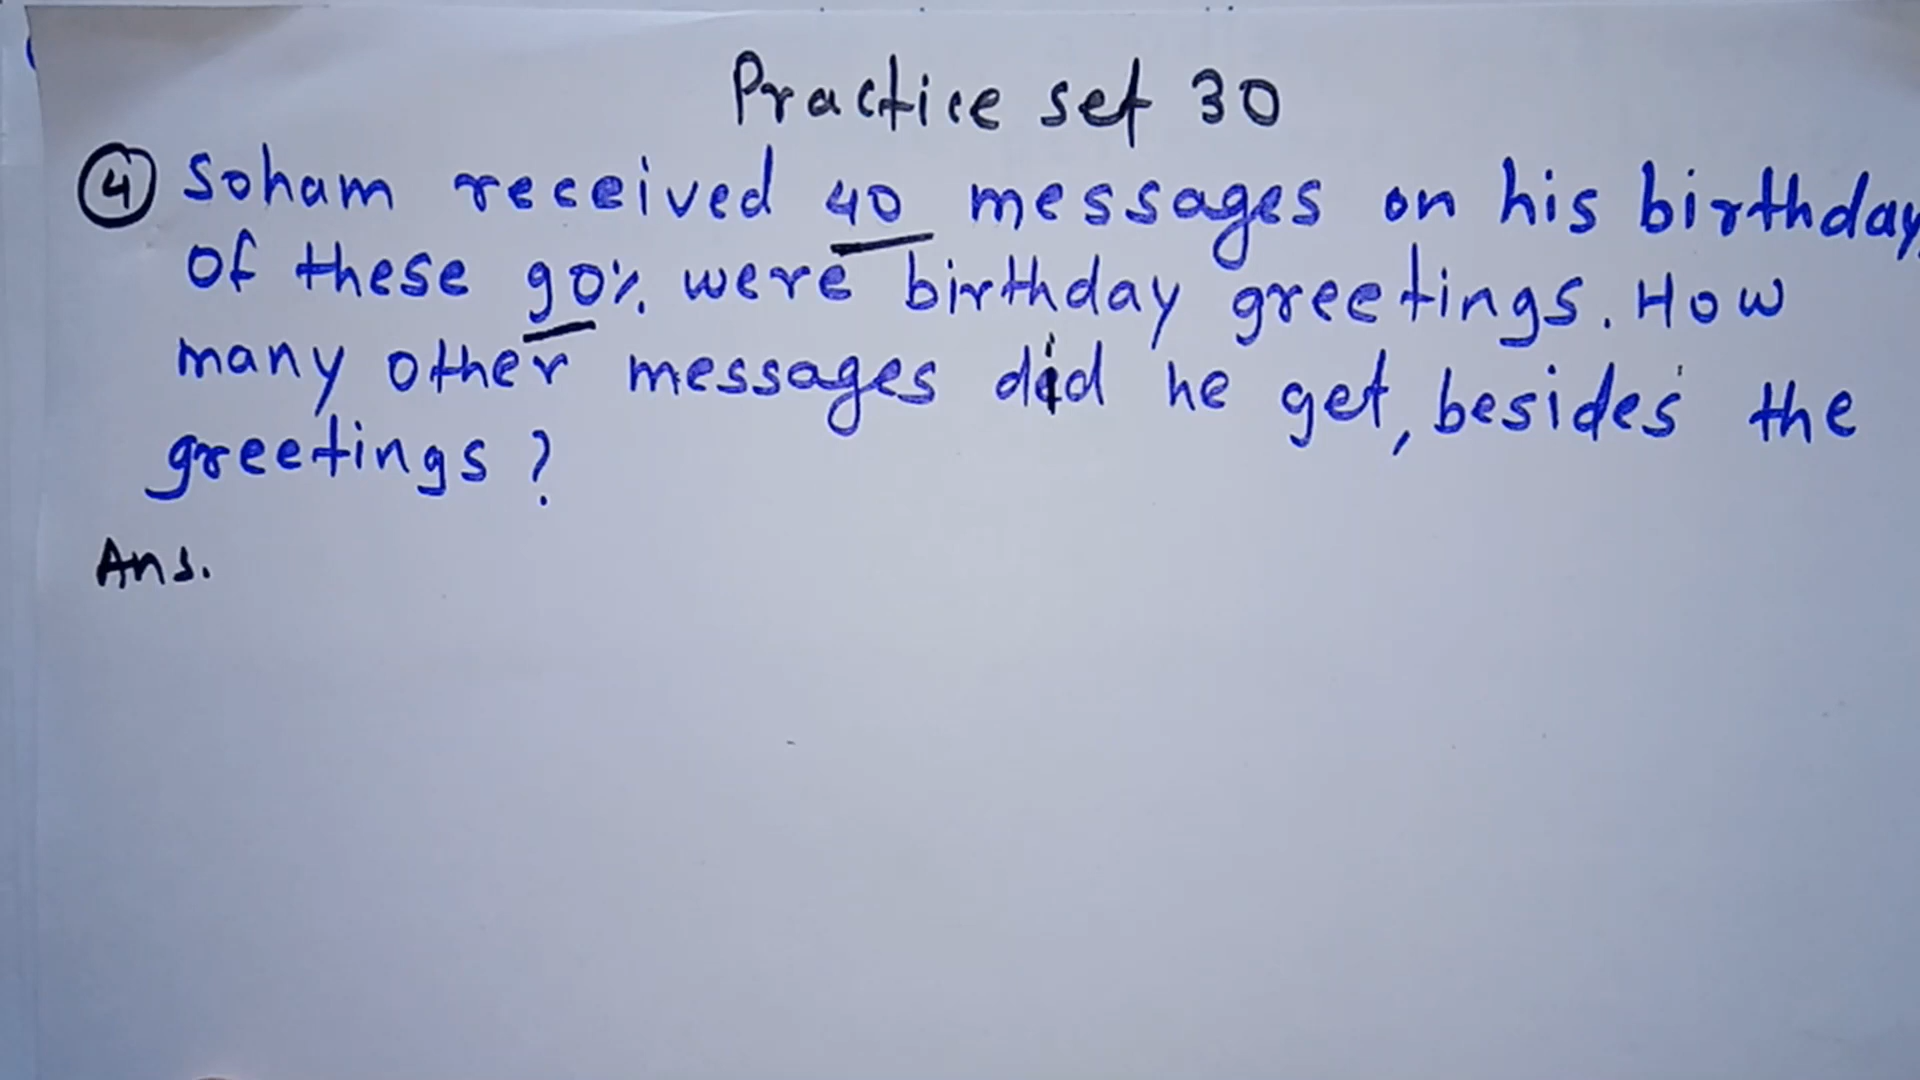 Practice set 30
4 Soham received 40 messages on his birthday,
Of these 90% were birthday greetings. How
many other messages did he get, besides the
greetings?
Ans.